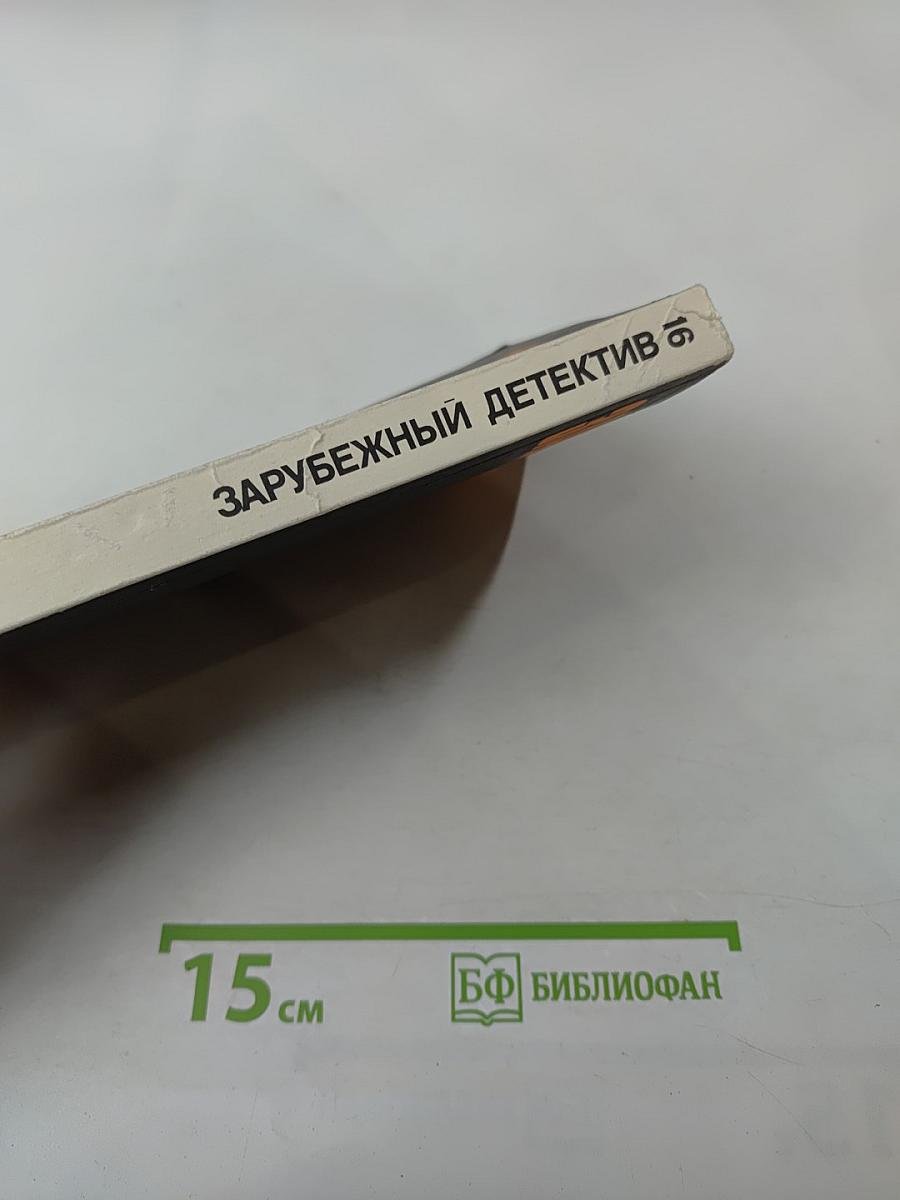 ЗАРУБЕЖНЫЙ ДЕТЕКТИВ 16
15 см
БФ БИБЛИОФАН